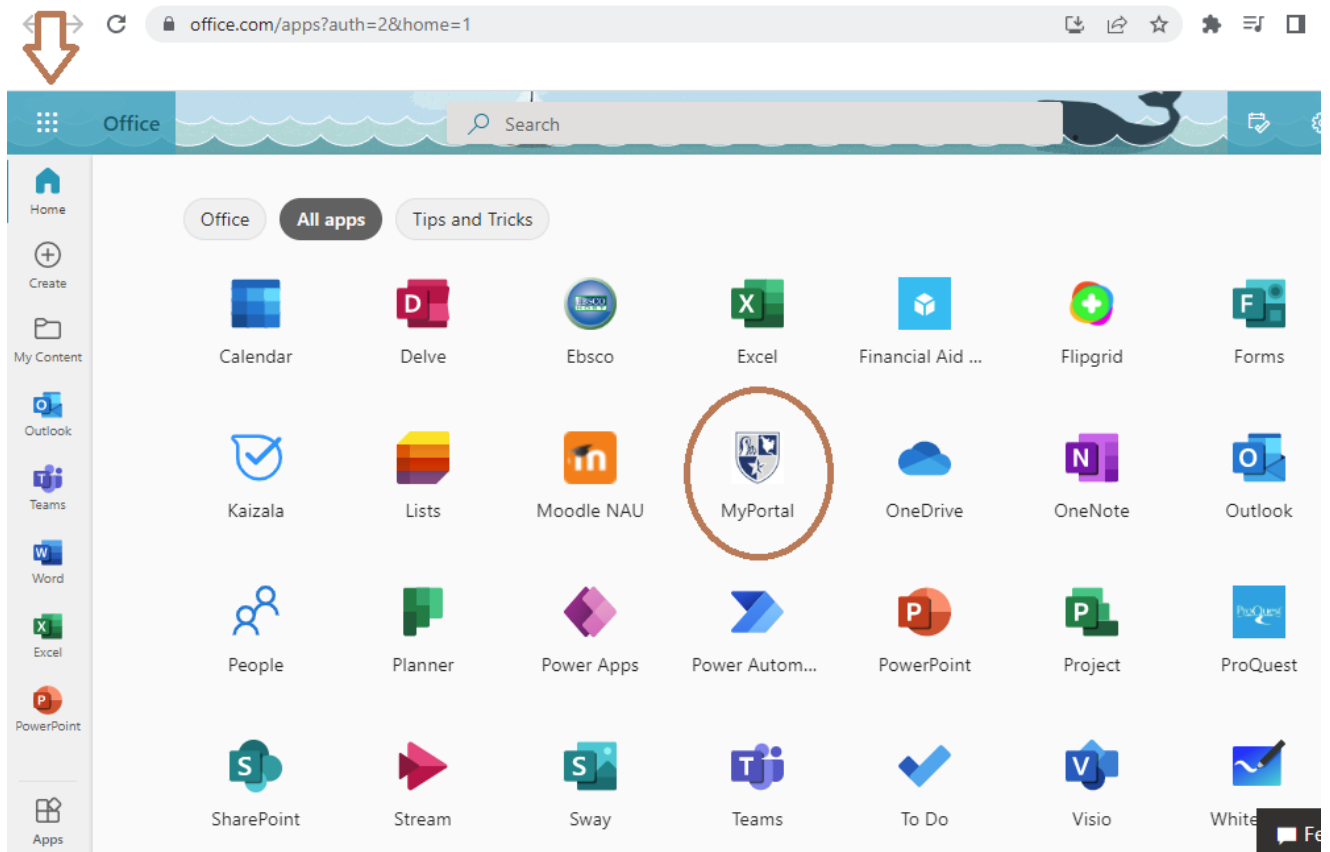 office.com/apps?auth=2&home=1
Office
Search
Home
Office All apps Tips and Tricks
Create
My Content
Calendar Delve Ebsco Excel Financial Aid ... Flipgrid Forms
Outlook
Teams
Kaizala Lists Moodle NAU MyPortal OneDrive OneNote Outlook
Word
Excel
People Planner Power Apps Power Autom... PowerPoint Project ProQuest
PowerPoint
SharePoint Stream Sway Teams To Do Visio White
Fe
Apps